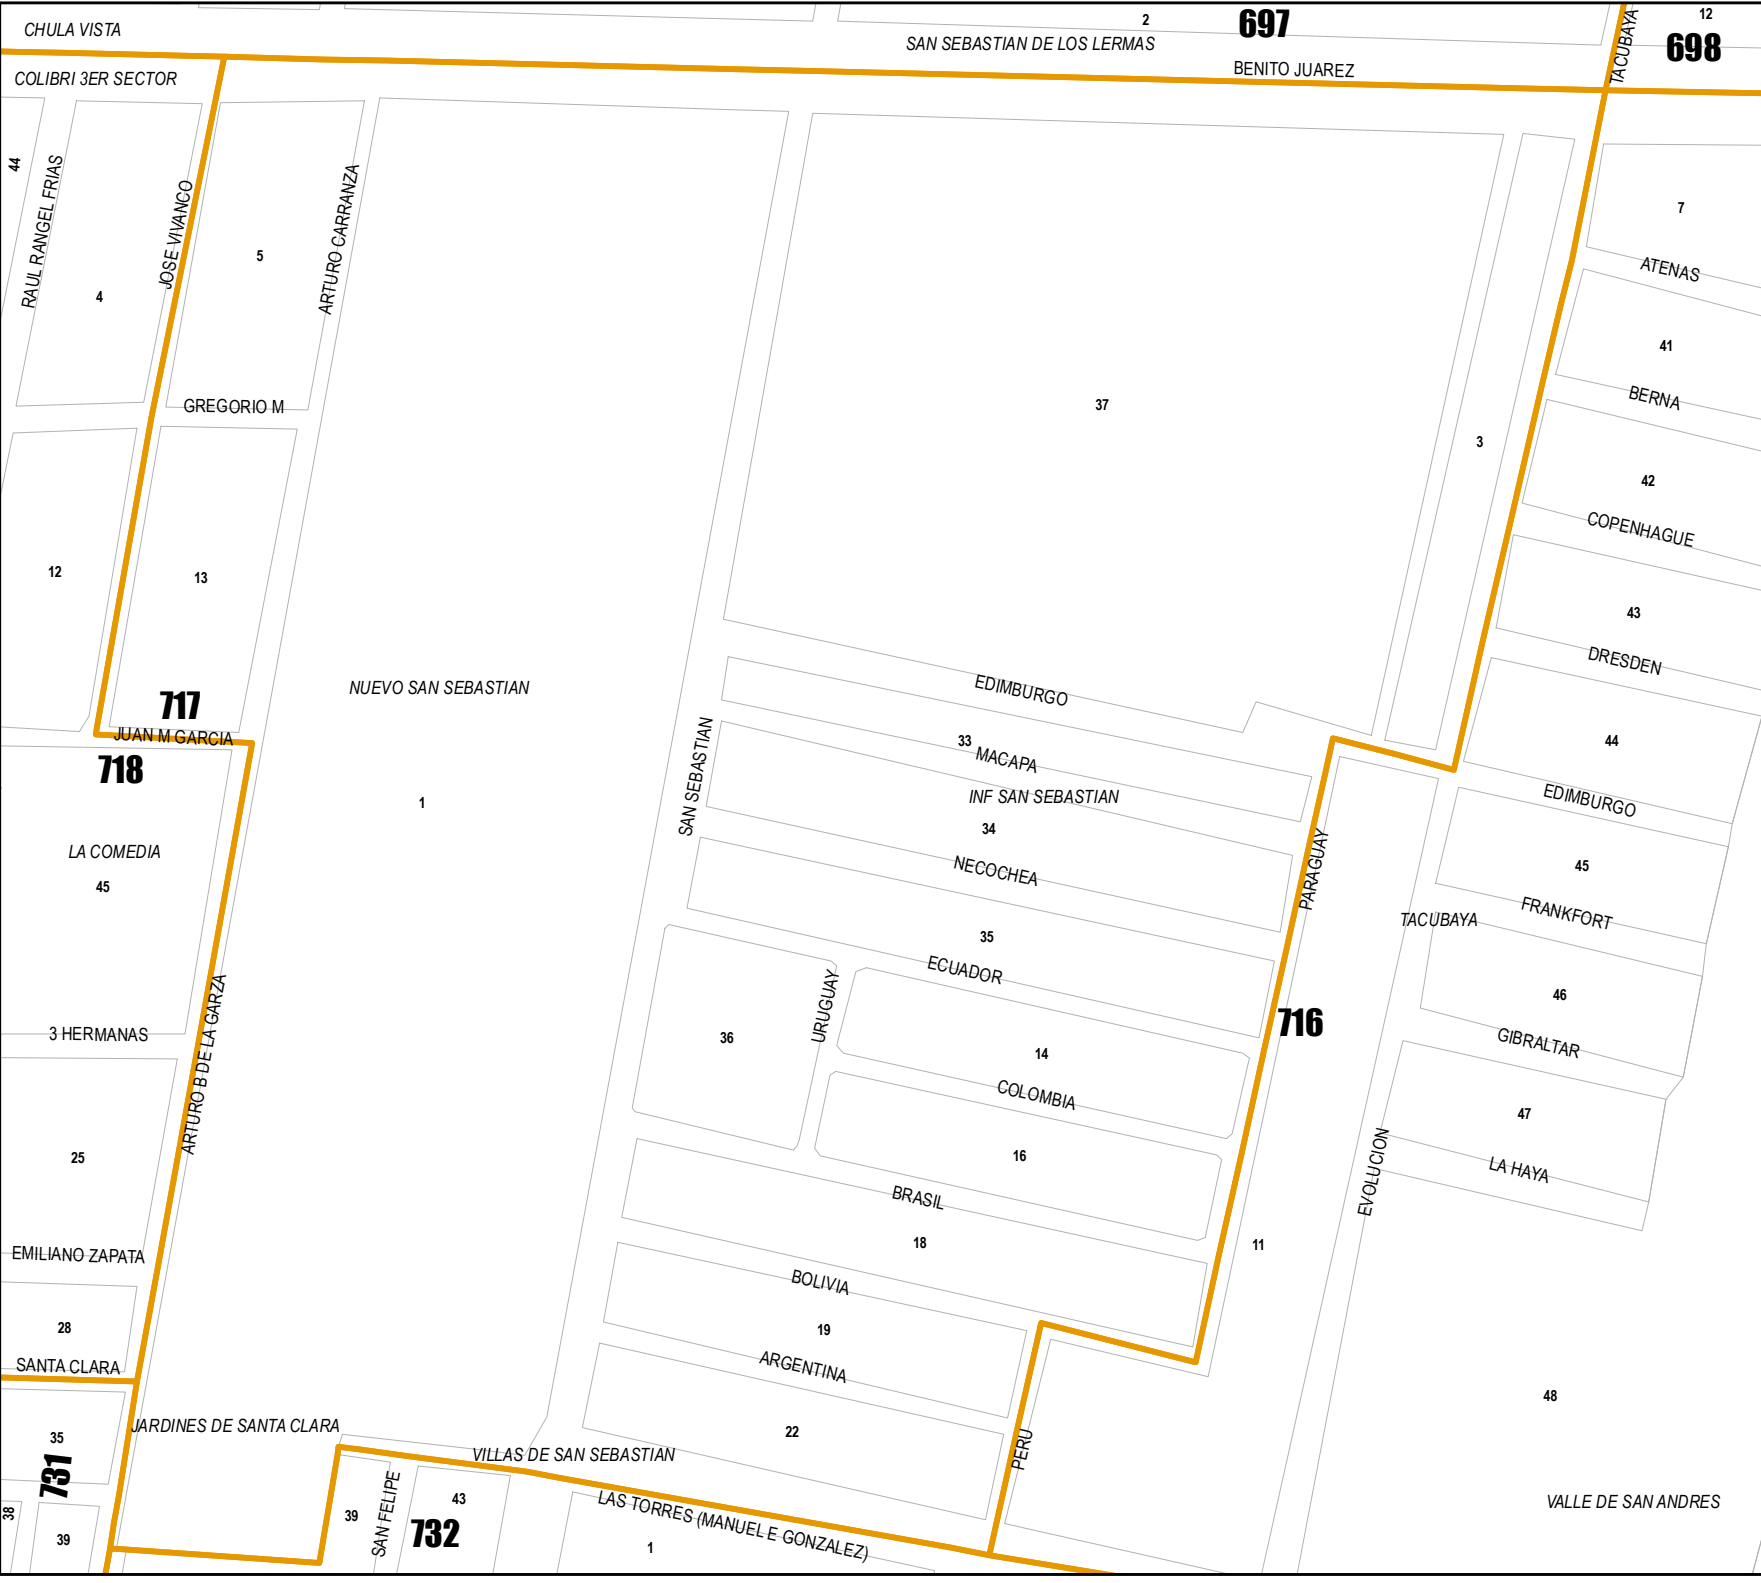 CHULA VISTA
2
697
TACUBAYA
12
698
SAN SEBASTIAN DE LOS LERMAS
BENITO JUAREZ
COLIBRI 3ER SECTOR
44
RAUL RANGEL FRIAS
JOSE VIVANCO
ARTURO CARRANZA
7
5
4
ATENAS
41
BERNA
GREGORIO M
37
3
42
COPENHAGUE
12
13
43
DRESDEN
NUEVO SAN SEBASTIAN
EDIMBURGO
717
JUAN M GARCIA
33
MACAPA
44
718
SAN SEBASTIAN
INF SAN SEBASTIAN
EDIMBURGO
1
34
LA COMEDIA
NECOCHEA
PARAGUAY
45
45
FRANKFORT
TACUBAYA
35
ECUADOR
46
URUGUAY
716
3 HERMANAS
36
GIBRALTAR
14
ARTURO B DE LA GARZA
COLOMBIA
47
25
16
EVOLUCION
LA HAYA
BRASIL
18
11
EMILIANO ZAPATA
BOLIVIA
28
19
SANTA CLARA
ARGENTINA
48
JARDINES DE SANTA CLARA
35
22
VILLAS DE SAN SEBASTIAN
PERU
731
43
LAS TORRES (MANUEL E GONZALEZ)
VALLE DE SAN ANDRES
38
39
SAN FELIPE
732
39
1